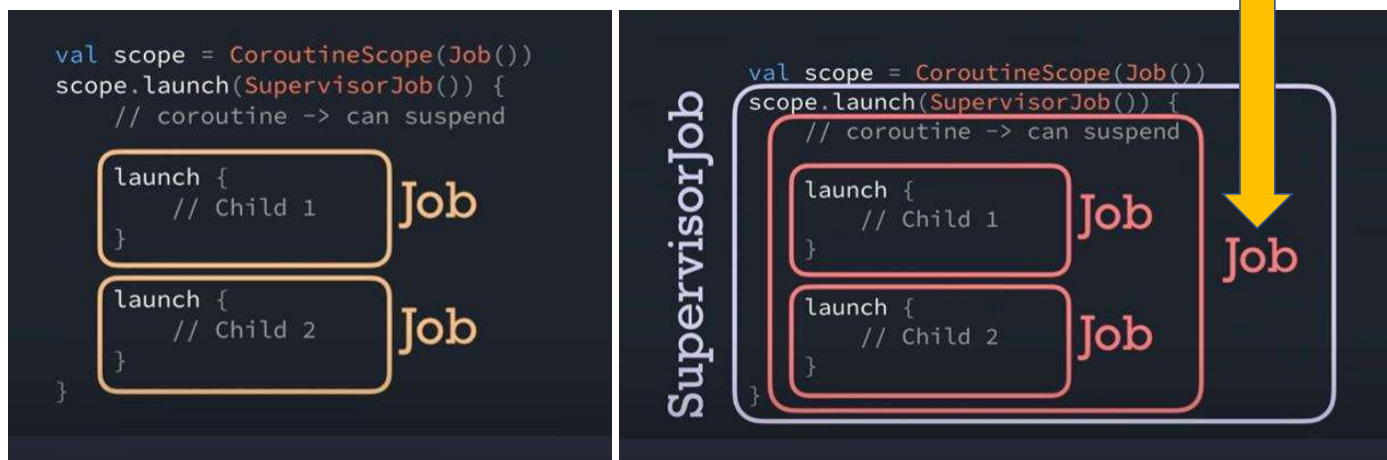 val scope = CoroutineScope(Job())
scope.launch(SupervisorJob()) {
// coroutine -> can suspend
launch {
// Child 1
}
Job
launch {
// Child 2
}
Job
}
SupervisorJob
val scope = CoroutineScope(Job())
scope.launch(SupervisorJob()) {
// coroutine -> can suspend
launch {
// Child 1
}
Job
launch {
// Child 2
}
Job
}
Job